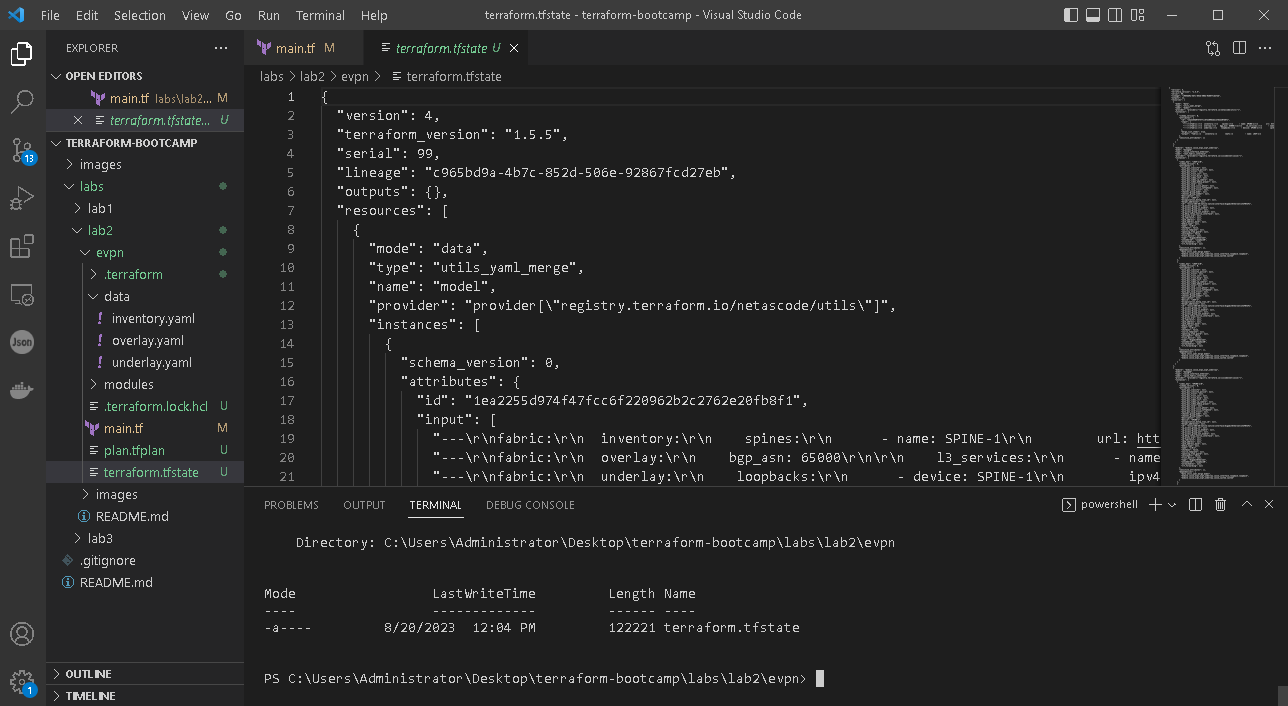 File Edit Selection View Go Run Terminal Help
terraform.tfstate - terraform-bootcamp - Visual Studio Code
EXPLORER
OPEN EDITORS
main.tf labs\lab2... M
terraform.tfstate... U
TERRAFORM-BOOTCAMP
images
labs
lab1
lab2
evpn
.terraform
data
inventory.yaml
overlay.yaml
underlay.yaml
modules
.terraform.lock.hcl U
main.tf M
plan.tfplan U
terraform.tfstate U
images
README.md
lab3
.gitignore
README.md
OUTLINE
TIMELINE
13
Json
1
main.tf M
terraform.tfstate U
labs > lab2 > evpn > terraform.tfstate
1 {
2 "version": 4,
3 "terraform_version": "1.5.5",
4 "serial": 99,
5 "lineage": "c965bd98-3b7c-852d-506e-92867fcd27eb",
6 "outputs": {},
7 "resources": [
8 {
9 "mode": "data",
10 "type": "utils_yaml_merge",
11 "name": "model",
12 "provider": "provider[\"registry.terraform.io/netascode/utils\"]",
13 "instances": [
14 {
15 "schema_version": 0,
16 "attributes": {
17 "id": "1ea2655d974f47fcc6f220962b2c2762e20fb8f1",
18 "input": [
19 "---\r\nfabric:\r\n inventory:\r\n spines:\r\n - name: SPINE-1\r\n url: htt
20 "---\r\nfabric:\r\n overlay:\r\n bgp_asn: 65000\r\n\r\n l3_services:\r\n - name
21 "---\r\nfabric:\r\n underlay:\r\n loopbacks:\r\n - device: SPINE-1\r\n ipv4
PROBLEMS OUTPUT TERMINAL DEBUG CONSOLE
powershell
Directory: C:\Users\Administrator\Desktop\terraform-bootcamp\labs\lab2\evpn
Mode LastWriteTime Length Name
---- ------------- ------ ----
-a---- 8/20/2023 12:04 PM 122221 terraform.tfstate
PS C:\Users\Administrator\Desktop\terraform-bootcamp\labs\lab2\evpn>